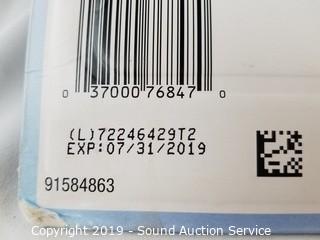 0 37000 76847 0
(L)72246429T2
EXP:07/31/2019
91584863
Copyright 2019 - Sound Auction Service